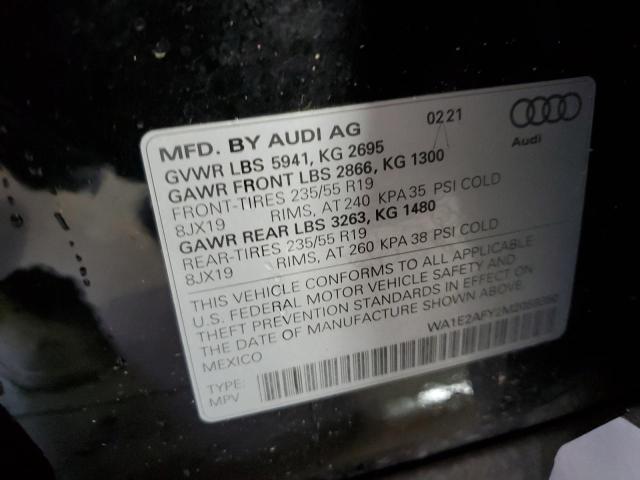 MFD. BY AUDI AG 0221
Audi
GVWR LBS 5941, KG 2695
GAWR FRONT LBS 2866, KG 1300
FRONT-TIRES 235/55 R19
8JX19 RIMS, AT 240 KPA 35 PSI COLD
GAWR REAR LBS 3263, KG 1480
REAR-TIRES 235/55 R19
8JX19 RIMS, AT 260 KPA 38 PSI COLD
THIS VEHICLE CONFORMS TO ALL APPLICABLE
U.S. FEDERAL MOTOR VEHICLE SAFETY AND
THEFT PREVENTION STANDARDS IN EFFECT ON
THE DATE OF MANUFACTURE SHOWN ABOVE.
MEXICO
TYPE:
MPV